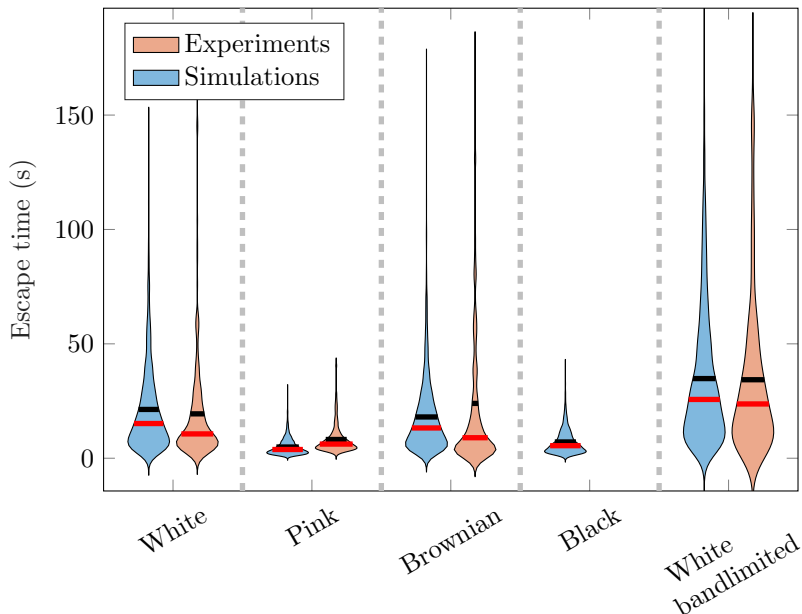 Experiments
Simulations
150
100
50
0
Escape time (s)
White
Pink
Brownian
Black
White
bandlimited